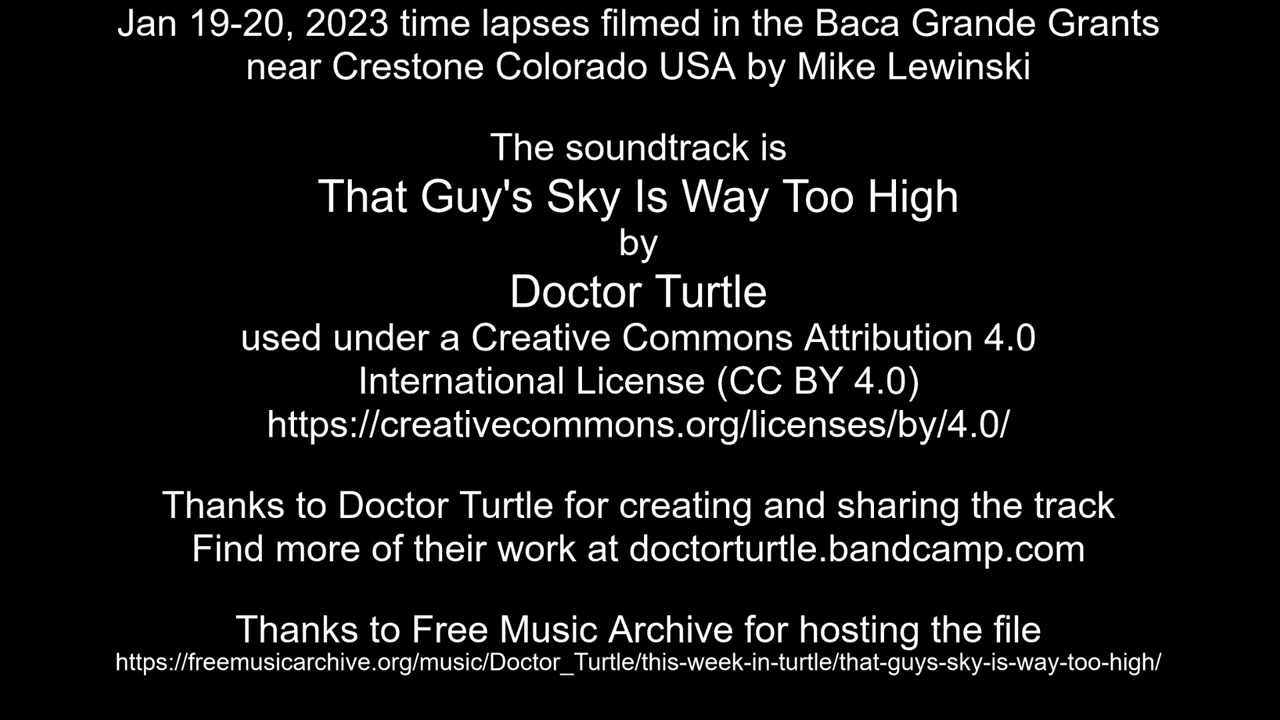 Jan 19-20, 2023 time lapses filmed in the Baca Grande Grants
near Crestone Colorado USA by Mike Lewinski
The soundtrack is
That Guy's Sky Is Way Too High
by
Doctor Turtle
used under a Creative Commons Attribution 4.0
International License (CC BY 4.0)
https://creativecommons.org/licenses/by/4.0/
Thanks to Doctor Turtle for creating and sharing the track
Find more of their work at doctorturtle.bandcamp.com
Thanks to Free Music Archive for hosting the file
https://freemusicarchive.org/music/Doctor_Turtle/this-week-in-turtle/that-guys-sky-is-way-too-high/